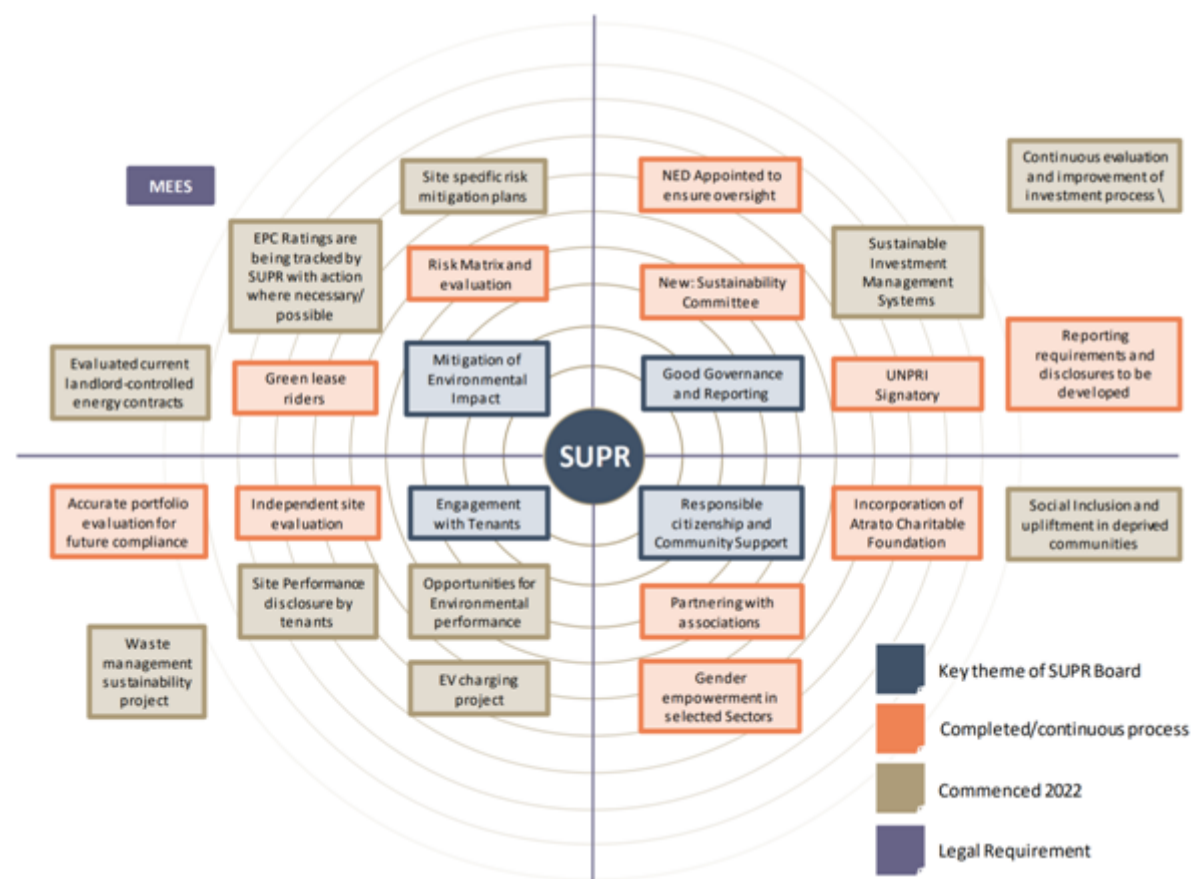 MEES
Site specific risk
mitigation plans
EPC Ratings are
being tracked by
SUPR with action
where necessary/
possible
Risk Matrix and
evaluation
Evaluated current
landlord-controlled
energy contracts
Green lease
riders
Mitigation of
Environmental
Impact
NED Appointed to
ensure oversight
Continuous evaluation
and improvement of
investment process \
Sustainable
Investment
Management
Systems
New: Sustainability
Committee
Good Governance
and Reporting
UNPRI
Signatory
Reporting
requirements and
disclosures to be
developed
SUPR
Accurate portfolio
evaluation for
future compliance
Independent site
evaluation
Engagement
with Tenants
Site Performance
disclosure by
tenants
Opportunities for
Environmental
performance
Waste
management
sustainability
project
EV charging
project
Responsible
citizenship and
Community Support
Incorporation of
Atrato Charitable
Foundation
Social Inclusion and
upliftment in deprived
communities
Partnering with
associations
Gender
empowerment in
selected Sectors
Key theme of SUPR Board
Completed/continuous process
Commenced 2022
Legal Requirement